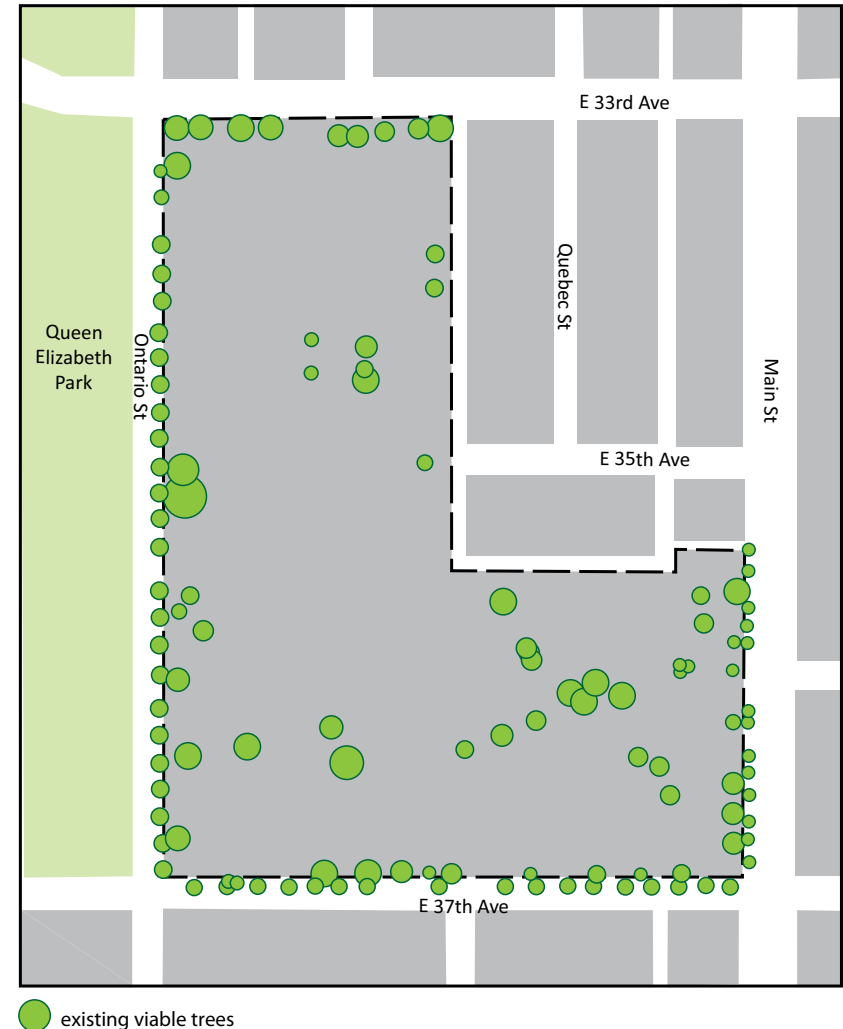 E 33rd Ave
Quebec St
Queen
Elizabeth
Park
Ontario St
Main St
E 35th Ave
E 37th Ave
existing viable trees